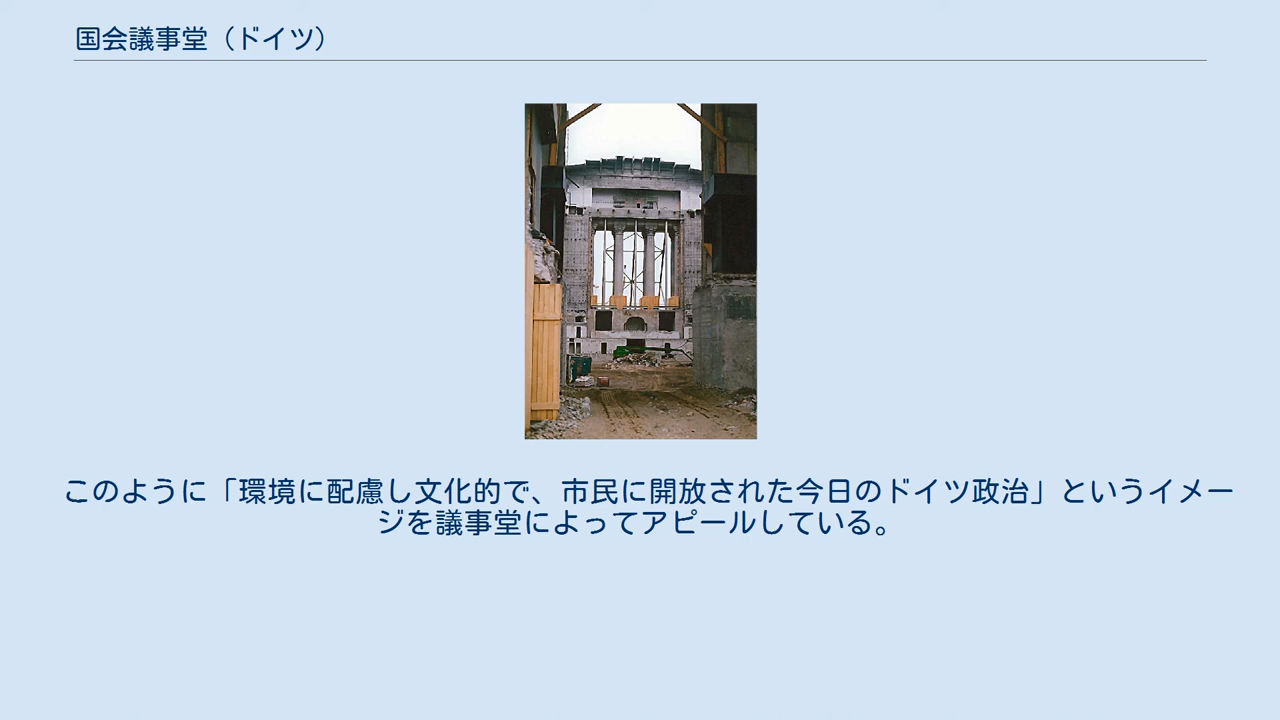 国会議事堂（ドイツ）
このように「環境に配慮し文化的で、市民に開放された今日のドイツ政治」というイメー
ジを議事堂によってアピールしている。